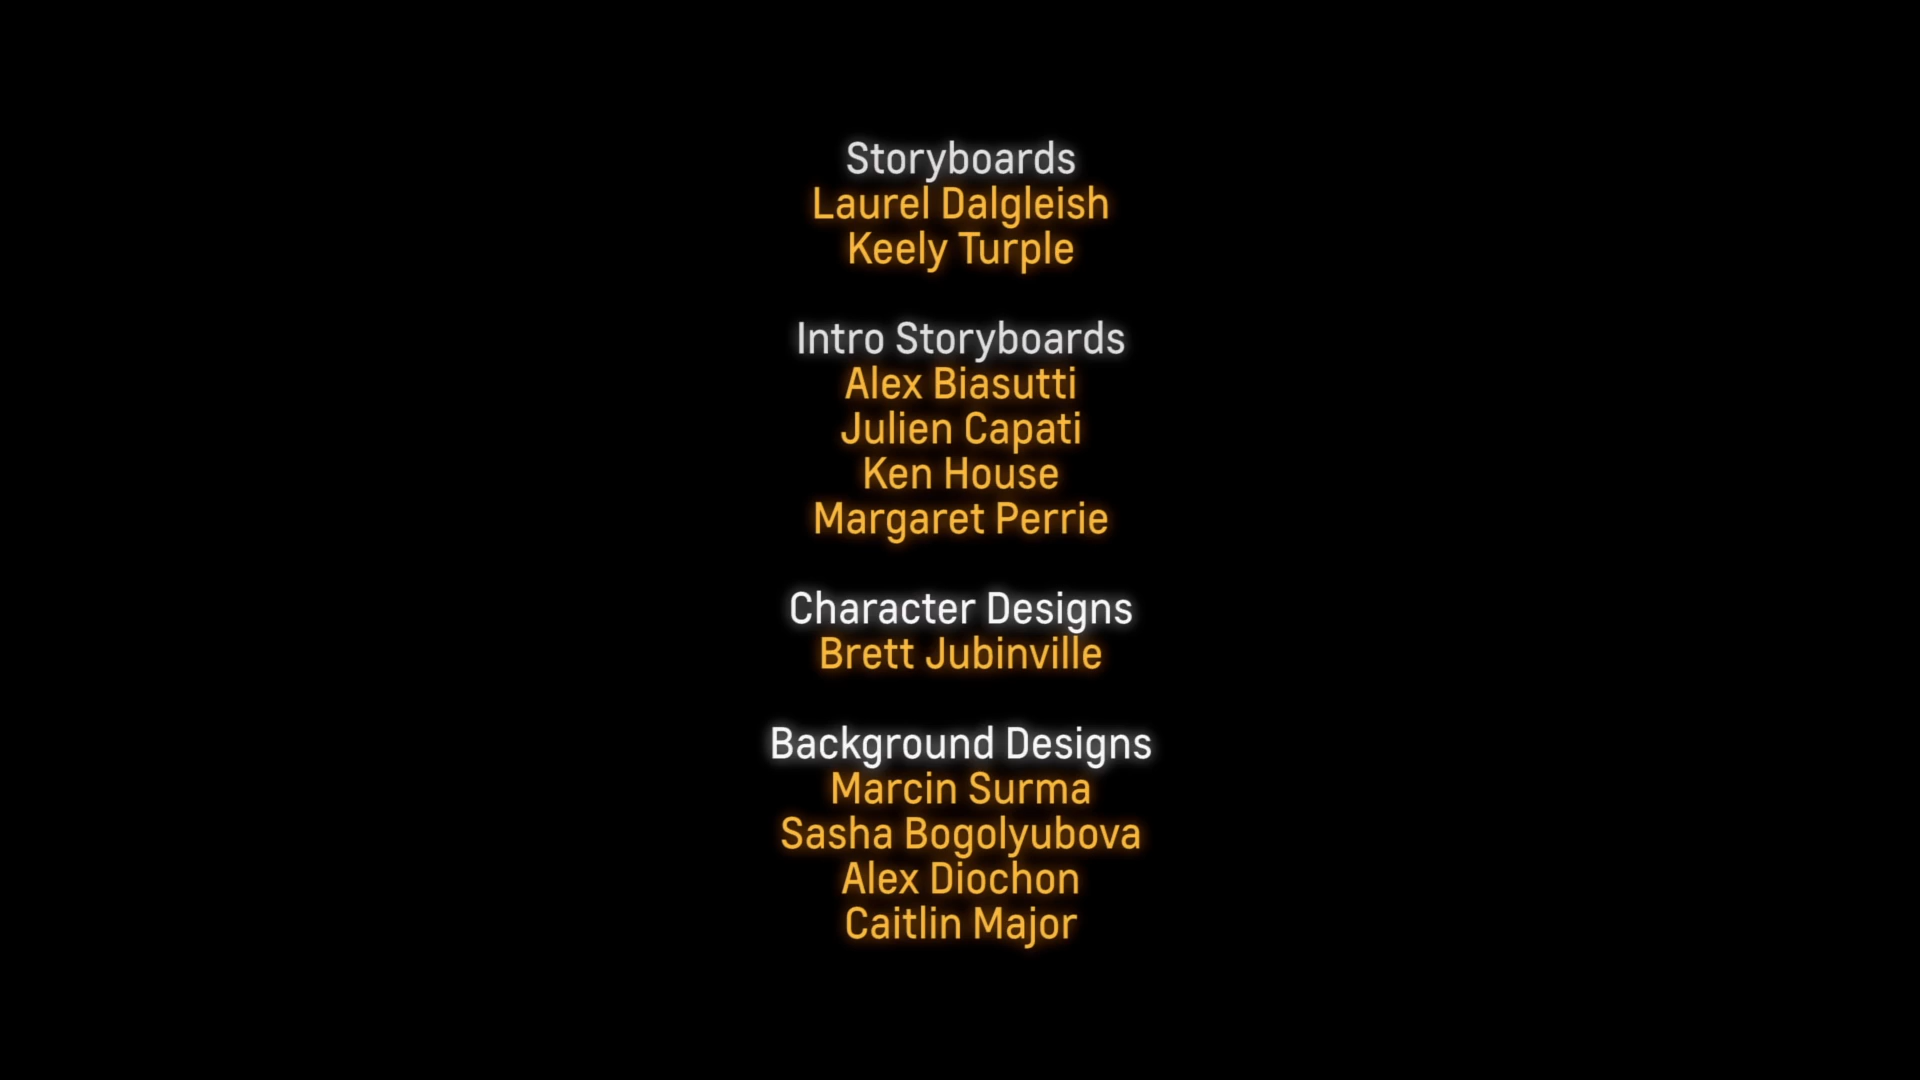 Storyboards
Laurel Dalgleish
Keely Turple
Intro Storyboards
Alex Biasutti
Julien Capati
Ken House
Margaret Perrie
Character Designs
Brett Jubinville
Background Designs
Marcin Surma
Sasha Bogolyubova
Alex Diochon
Caitlin Major